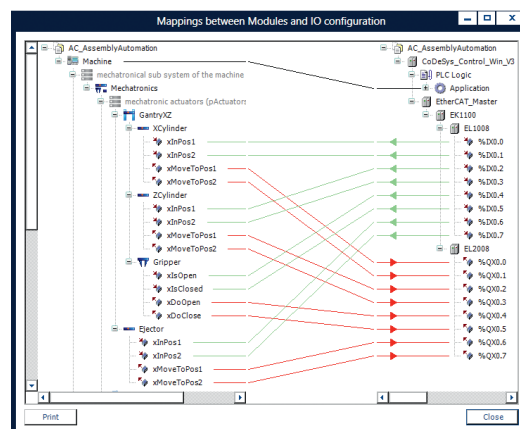 Mappings between Modules and IO configuration
AC_AssemblyAutomation
Machine
mechatronical sub system of the machine
Mechatronics
mechatronic actuators (pActuators
GantryXZ
XCylinder
xInPos1
xInPos2
xMoveToPos1
xMoveToPos2
ZCylinder
xInPos1
xInPos2
xMoveToPos1
xMoveToPos2
Gripper
xIsOpen
xIsClosed
xDoOpen
xDoClose
Ejector
xInPos1
xInPos2
xMoveToPos1
xMoveToPos2
AC_AssemblyAutomation
CoDeSys_Control_Win_V3
PLC Logic
Application
EtherCAT_Master
EK1100
EL1008
%IX0.0
%IX0.1
%IX0.2
%IX0.3
%IX0.4
%IX0.5
%IX0.6
%IX0.7
EL2008
%QX0.0
%QX0.1
%QX0.2
%QX0.3
%QX0.4
%QX0.5
%QX0.6
%QX0.7
Print
Close